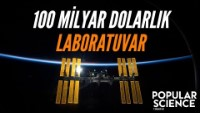 100 MİLYAR DOLARLIK
LABORATUVAR
POPULAR
SCIENCE